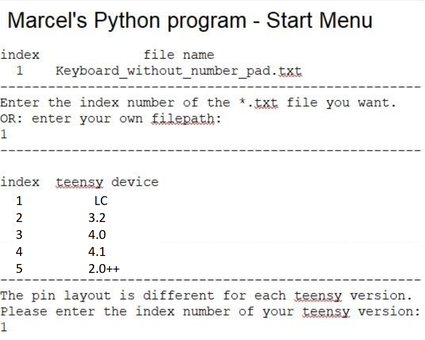 Marcel's Python program - Start Menu
index file name
1 Keyboard_without_number_pad.txt
--------------------------------------------------------
Enter the index number of the *.txt file you want.
OR: enter your own filepath:
1
--------------------------------------------------------
index teensy device
1 LC
2 3.2
3 4.0
4 4.1
5 2.0++
--------------------------------------------------------
The pin layout is different for each teensy version.
Please enter the index number of your teensy version:
1